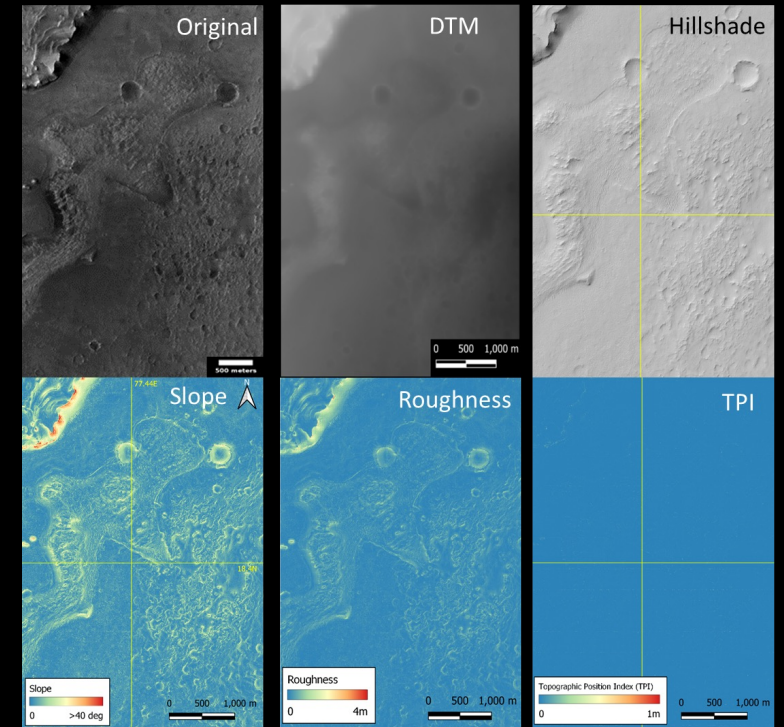 Original
DTM
Hillshade
500 meters
0 500 1,000 m
Slope
N
77.44E
Roughness
TPI
18.4N
Slope
0 >40 deg
0 500 1,000 m
Roughness
0 4m
0 500 1,000 m
Topographic Position Index (TPI)
0 1m
0 500 1,000 m